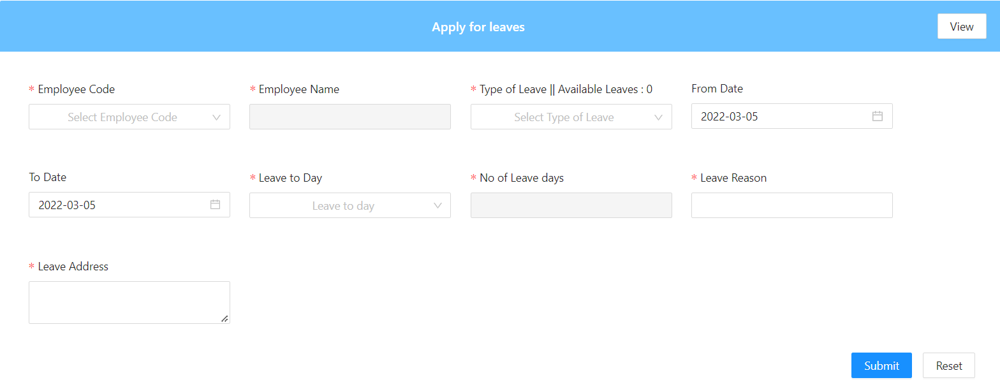 Apply for leaves
View
* Employee Code
* Employee Name
* Type of Leave || Available Leaves : 0
From Date
Select Employee Code
Select Type of Leave
2022-03-05
To Date
* Leave to Day
* No of Leave days
* Leave Reason
2022-03-05
Leave to day
* Leave Address
Submit
Reset